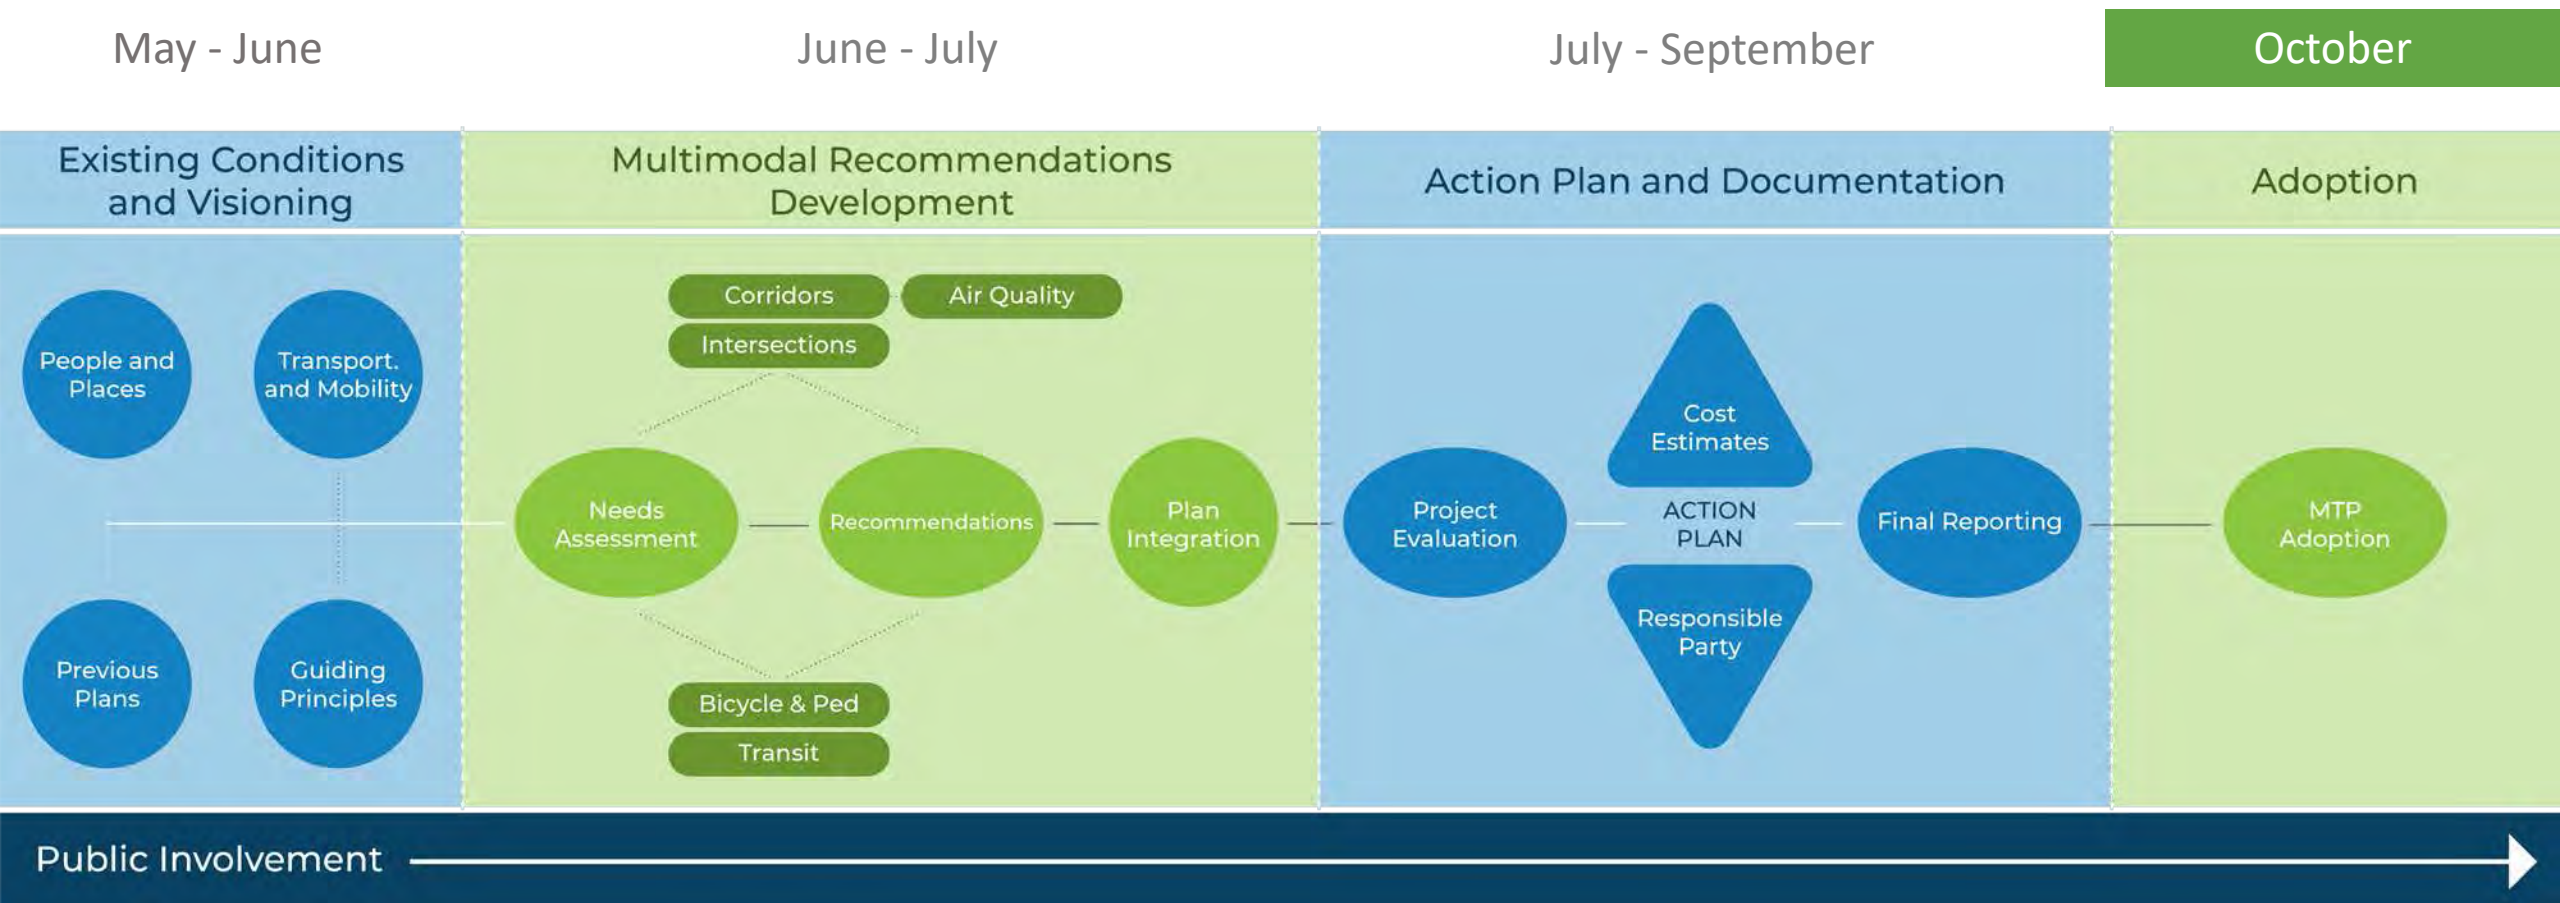 May - June
June - July
July - September
October
Existing Conditions
and Visioning
Multimodal Recommendations
Development
Action Plan and Documentation
Adoption
People and
Places
Transport.
and Mobility
Previous
Plans
Guiding
Principles
Corridors
Air Quality
Intersections
Needs
Assessment
Recommendations
Plan
Integration
Bicycle & Ped
Transit
Project
Evaluation
Cost
Estimates
ACTION
PLAN
Responsible
Party
Final Reporting
MTP
Adoption
Public Involvement